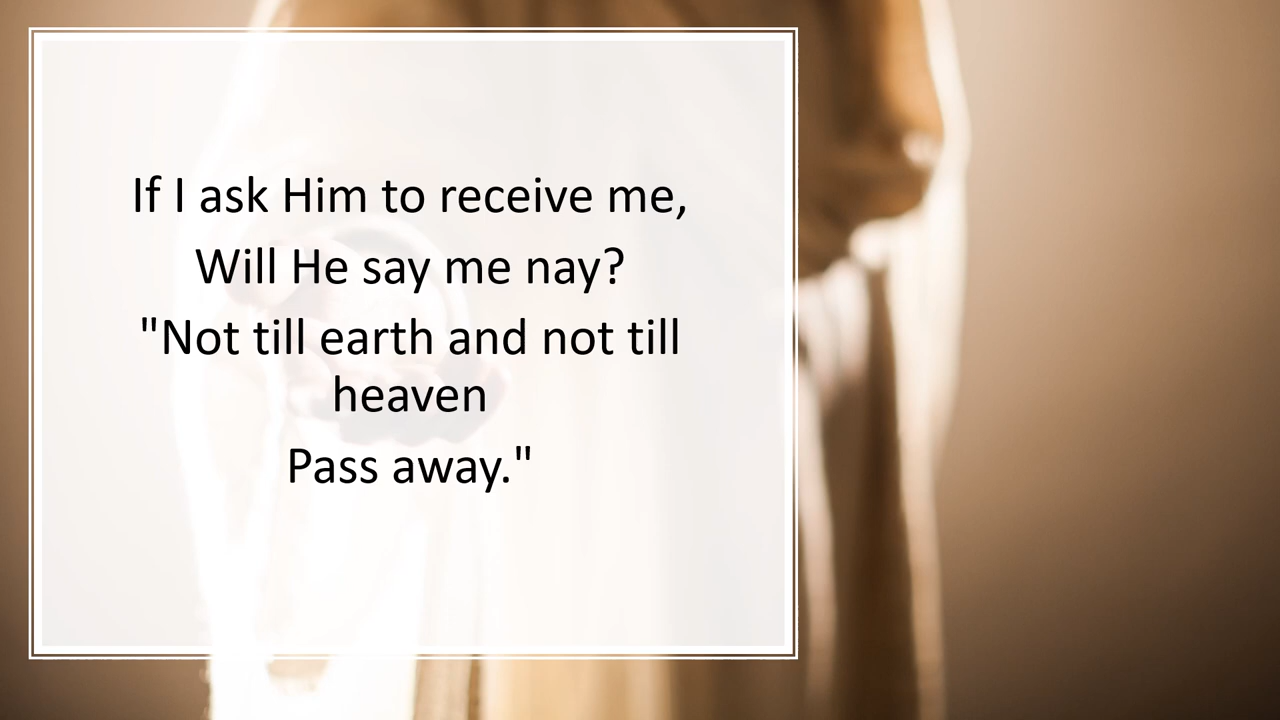 If I ask Him to receive me,
Will He say me nay?
"Not till earth and not till
heaven
Pass away."